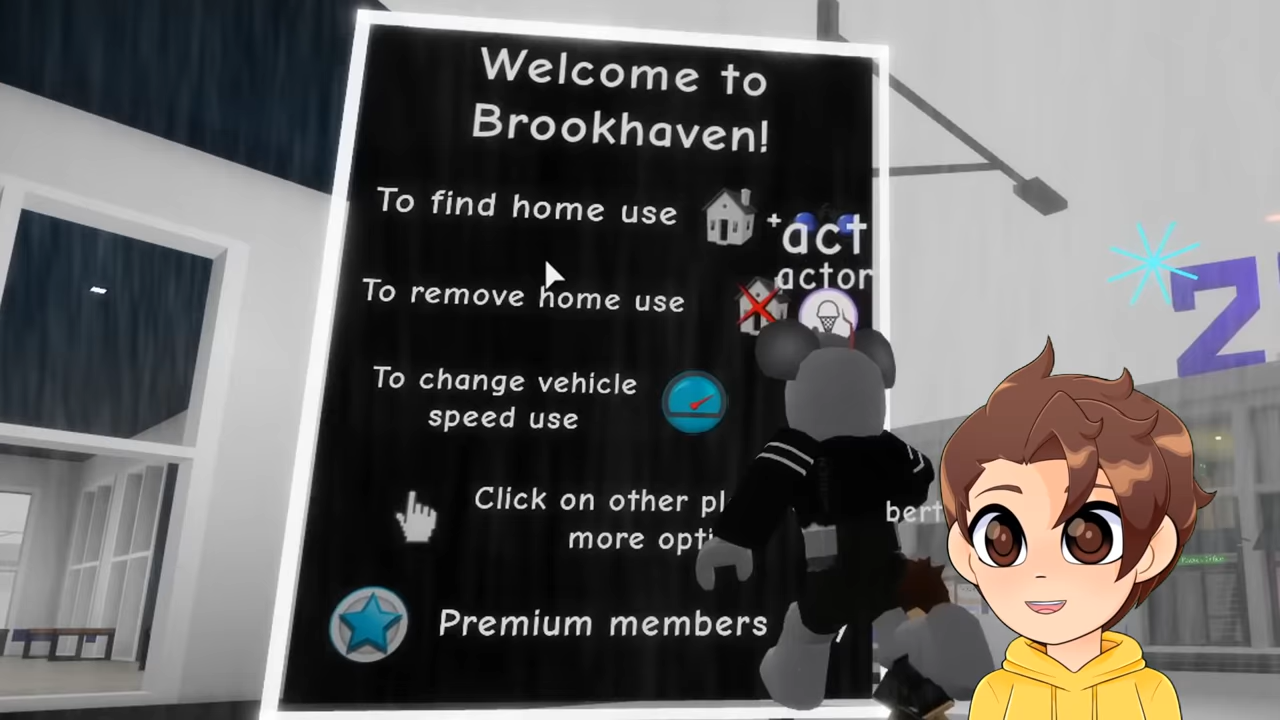 Welcome to
Brookhaven!
To find home use
+
act
actor
To remove home use
To change vehicle
speed use
Click on other pl
more opti
bert
Premium members
Z